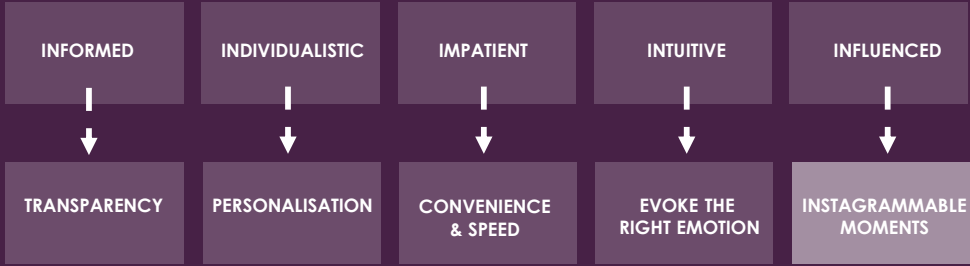 INFORMED
INDIVIDUALISTIC
IMPATIENT
INTUITIVE
INFLUENCED
TRANSPARENCY
PERSONALISATION
CONVENIENCE
& SPEED
EVOKE THE
RIGHT EMOTION
INSTAGRAMMABLE
MOMENTS